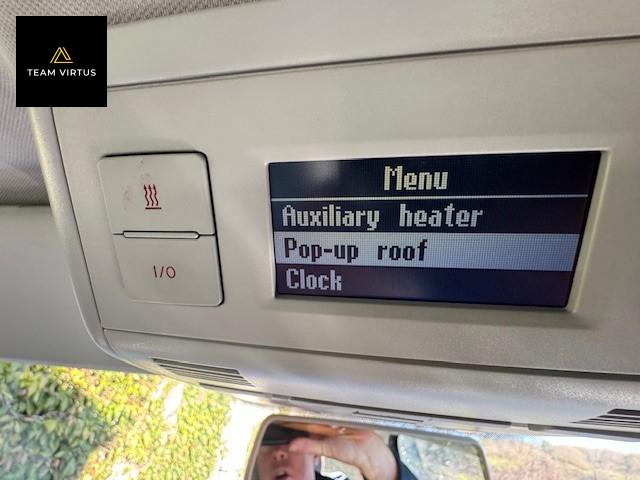 TEAM VIRTUS
Menu
Auxiliary heater
Pop-up roof
Clock
I/O